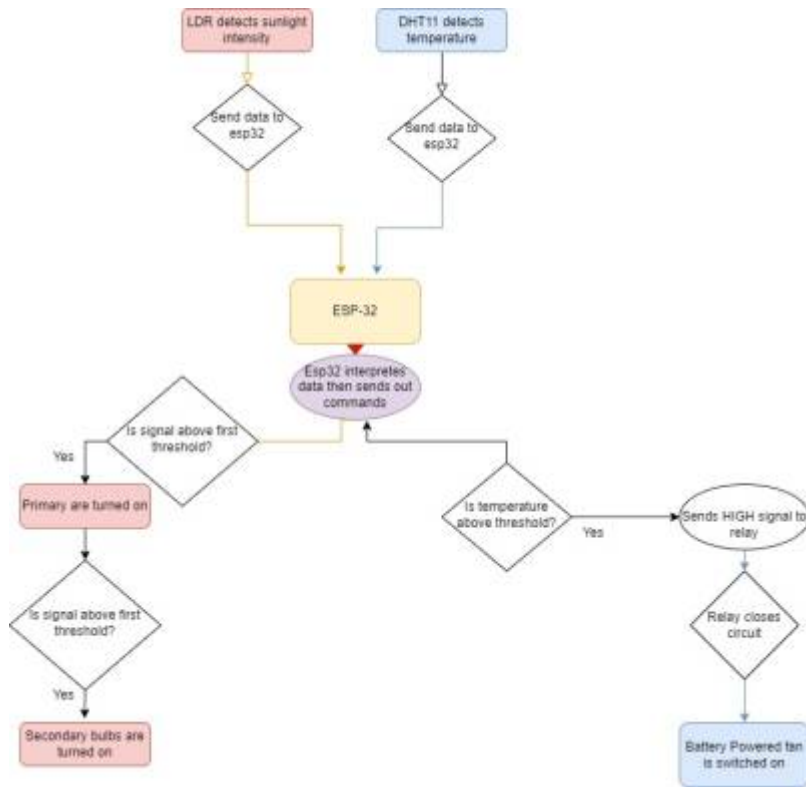 LDR detects sunlight
intensity
DHT11 detects
temperature
Send data to
esp32
Send data to
esp32
ESP-32
Esp32 interpretes
data then sends out
commands
Is signal above first
threshold?
Yes
Primary are turned on
Is signal above first
threshold?
Yes
Secondary bulbs are
turned on
Is temperature
above threshold?
Yes
Sends HIGH signal to
relay
Relay closes
circuit
Battery Powered fan
is switched on